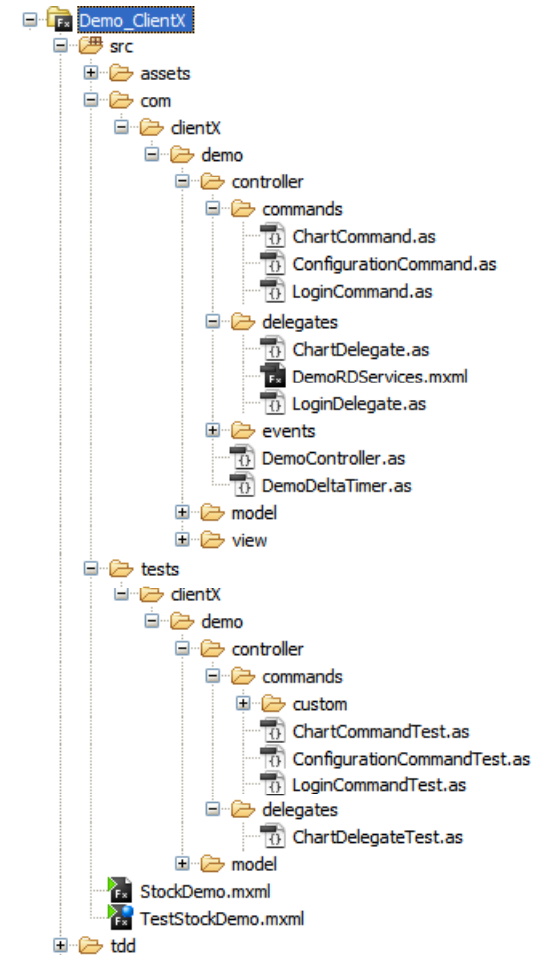 Demo_ClientX
src
assets
com
clientX
demo
controller
commands
ChartCommand.as
ConfigurationCommand.as
LoginCommand.as
delegates
ChartDelegate.as
DemoRDServices.mxml
LoginDelegate.as
events
DemoController.as
DemoDeltaTimer.as
model
view
tests
clientX
demo
controller
commands
custom
ChartCommandTest.as
ConfigurationCommandTest.as
LoginCommandTest.as
delegates
ChartDelegateTest.as
model
StockDemo.mxml
TestStockDemo.mxml
tdd